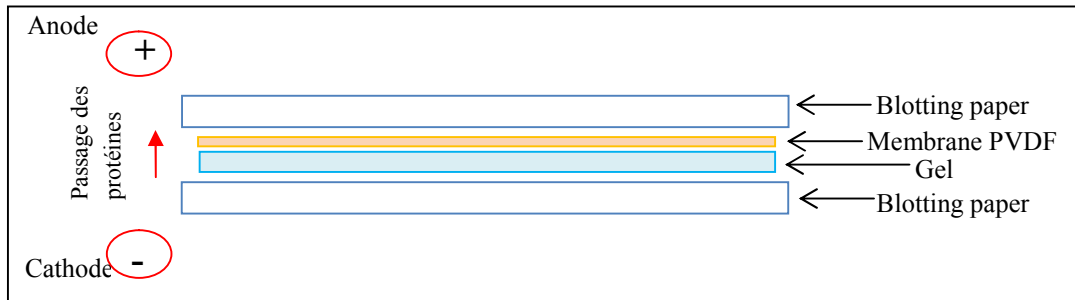 Anode
+
Passage des
protéines
Blotting paper
Membrane PVDF
Gel
Blotting paper
Cathode -